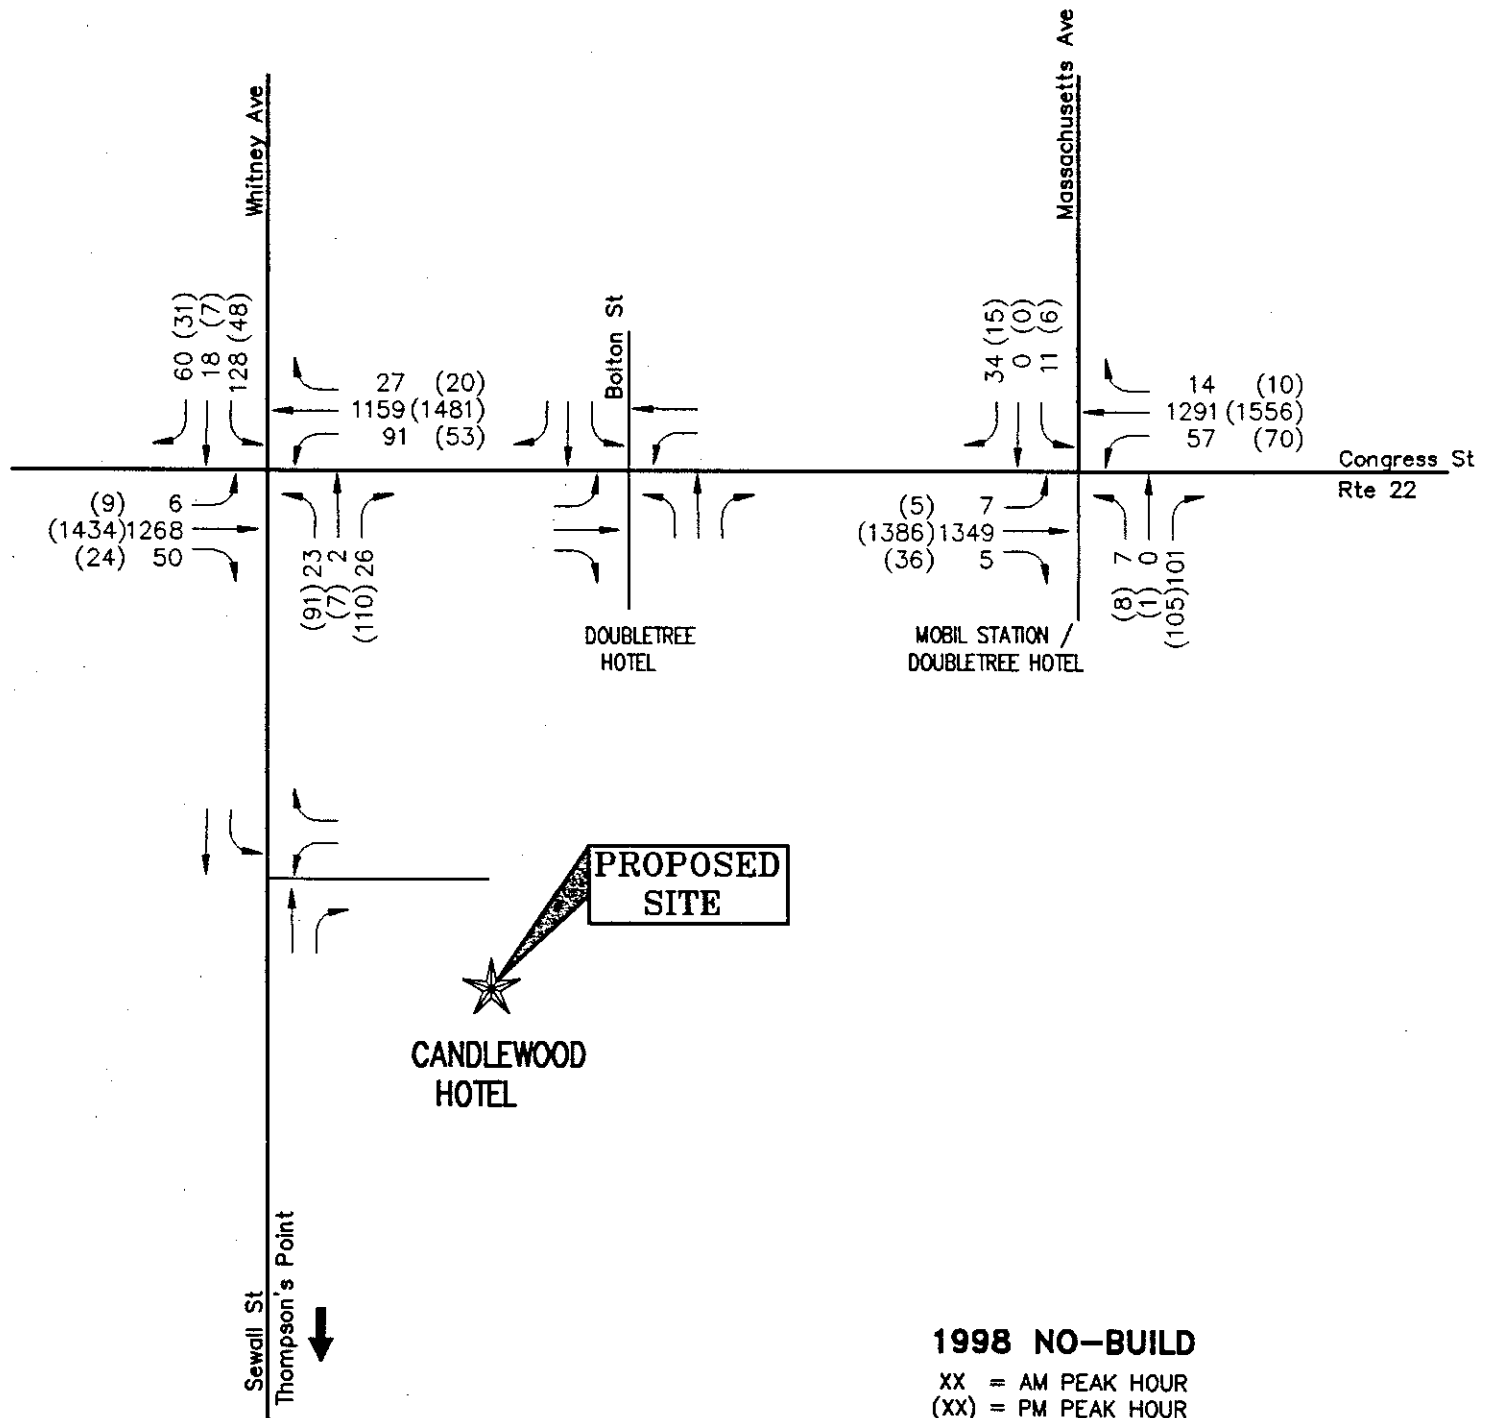 Whitney Ave
Massachusetts Ave
Bolton St
60 (31)
18 (7)
128 (48)
27 (20)
1159 (1481)
91 (53)
34 (15)
0 (0)
11 (6)
14 (10)
1291 (1556)
57 (70)
Congress St
Rte 22
(9) 6
(1434) 1268
(24) 50
(91) 23
(7) 2
(110) 26
(5) 7
(1386) 1349
(36) 5
(8) 7
(1) 0
(105) 101
DOUBLETREE
HOTEL
MOBIL STATION /
DOUBLETREE HOTEL
PROPOSED
SITE
CANDLEWOOD
HOTEL
Sewall St
Thompson's Point
1998 NO-BUILD
XX = AM PEAK HOUR
(XX) = PM PEAK HOUR